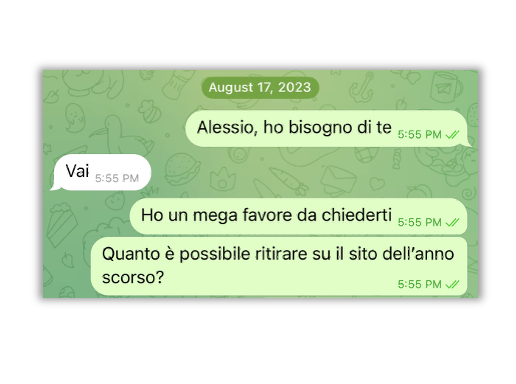 August 17, 2023
Alessio, ho bisogno di te 5:55 PM
Vai 5:55 PM
Ho un mega favore da chiederti 5:55 PM
Quanto è possibile ritirare su il sito dell'anno
scorso? 5:55 PM